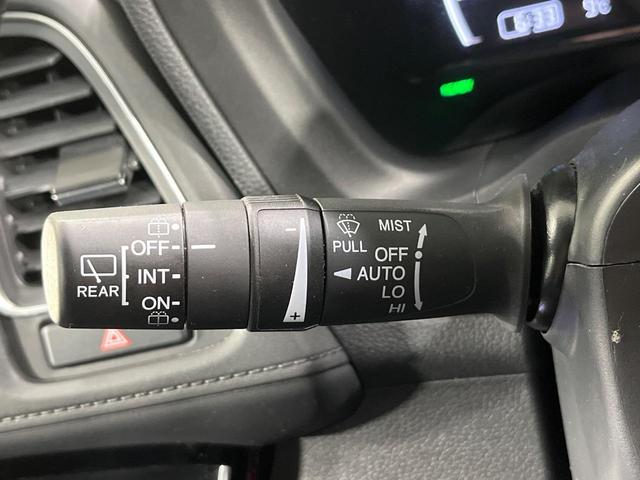 REAR
OFF
INT
ON
−
+
PULL
MIST
OFF
AUTO
LO
HI